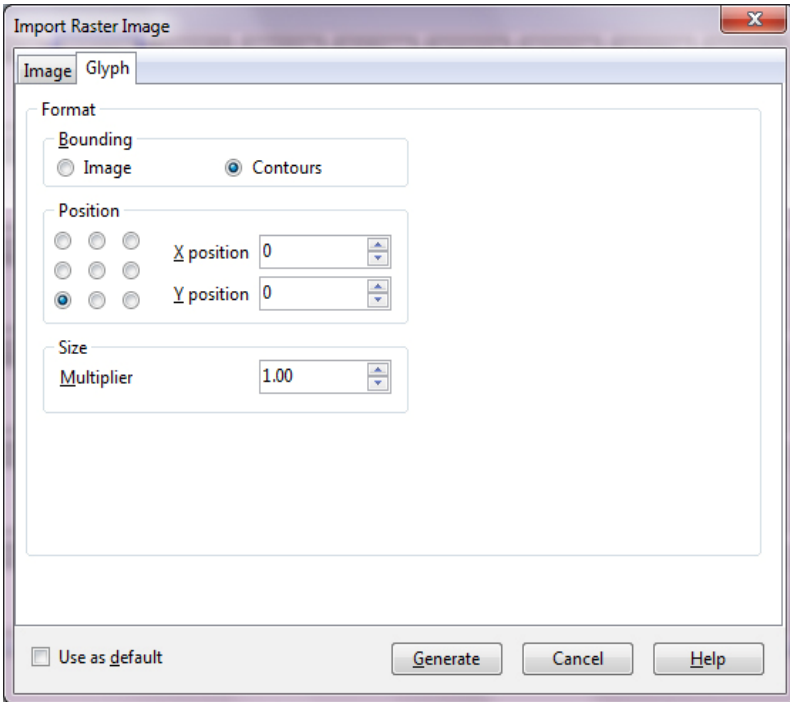 Import Raster Image
Image Glyph
Format
Bounding
Image Contours
Position
X position 0
Y position 0
Size
Multiplier 1.00
Use as default Generate Cancel Help